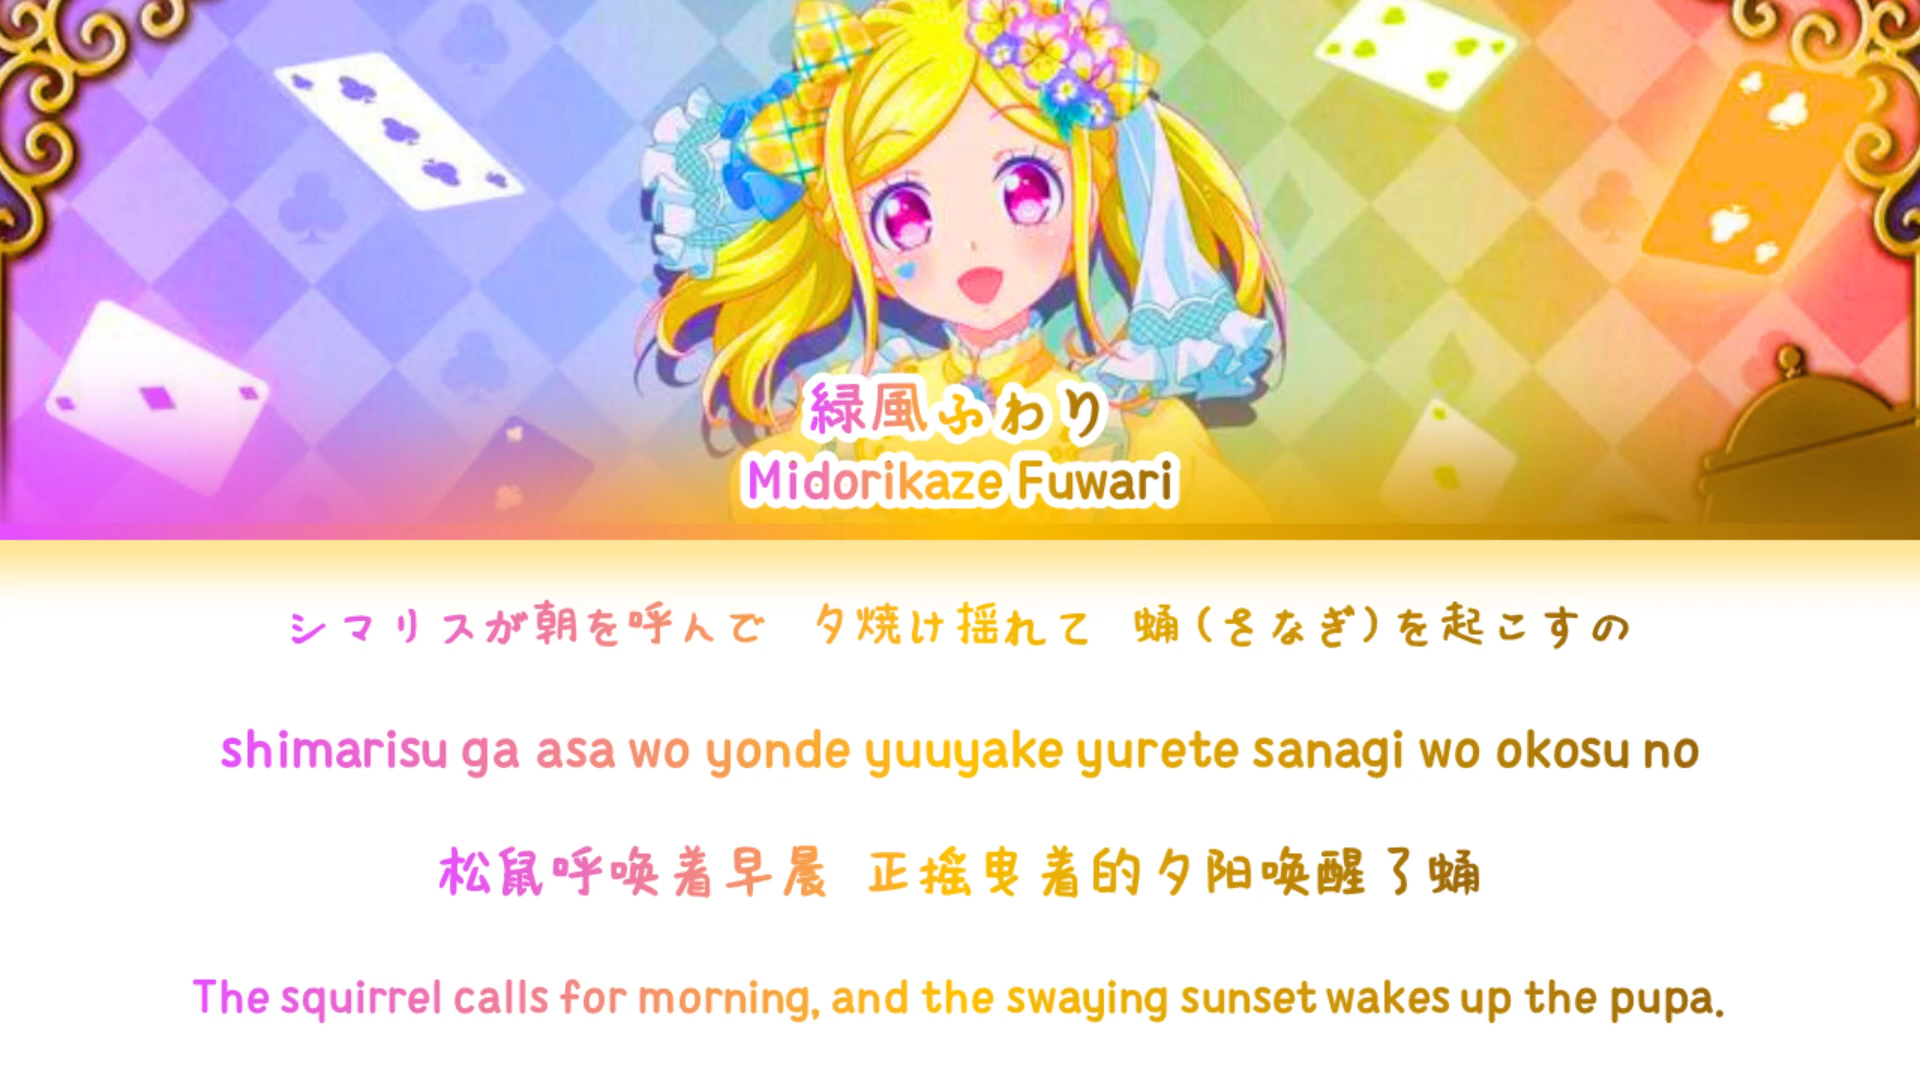 緑風ふわり
Midorikaze Fuwari
シマリスが朝を呼んで 夕焼け揺れて 蛹(さなぎ)を起こすの
shimarisu ga asa wo yonde yuuyake yurete sanagi wo okosu no
松鼠呼唤着早晨 正摇曳着的夕阳唤醒了蛹
The squirrel calls for morning, and the swaying sunset wakes up the pupa.